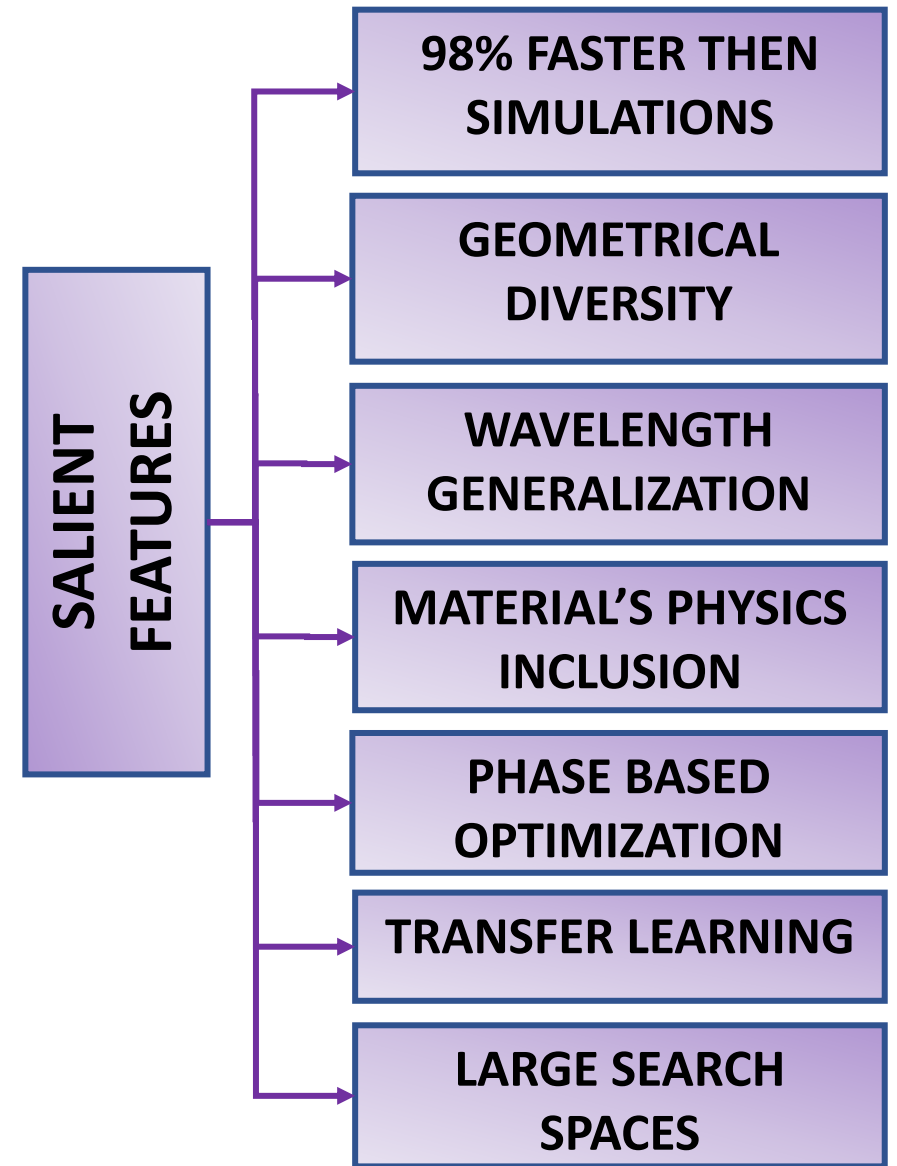 SALIENT
FEATURES
98% FASTER THEN
SIMULATIONS
GEOMETRICAL
DIVERSITY
WAVELENGTH
GENERALIZATION
MATERIAL’S PHYSICS
INCLUSION
PHASE BASED
OPTIMIZATION
TRANSFER LEARNING
LARGE SEARCH
SPACES